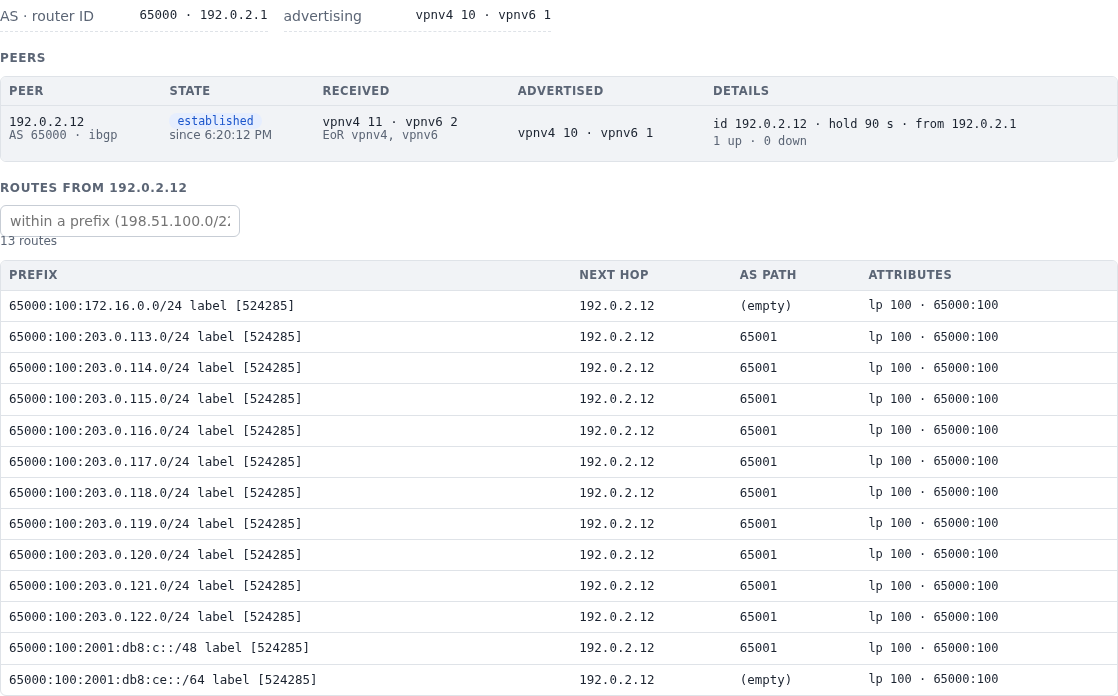 AS · router ID 65000 · 192.0.2.1 advertising vpnv4 10 · vpnv6 1
PEERS
PEER STATE RECEIVED ADVERTISED DETAILS
192.0.2.12 established vpnv4 11 · vpnv6 2 vpnv4 10 · vpnv6 1 id 192.0.2.12 · hold 90 s · from 192.0.2.1
AS 65000 · ibgp since 6:20:12 PM EoR vpnv4, vpnv6 1 up · 0 down
ROUTES FROM 192.0.2.12
within a prefix (198.51.100.0/22
13 routes
PREFIX NEXT HOP AS PATH ATTRIBUTES
65000:100:172.16.0.0/24 label [524285] 192.0.2.12 (empty) lp 100 · 65000:100
65000:100:203.0.113.0/24 label [524285] 192.0.2.12 65001 lp 100 · 65000:100
65000:100:203.0.114.0/24 label [524285] 192.0.2.12 65001 lp 100 · 65000:100
65000:100:203.0.115.0/24 label [524285] 192.0.2.12 65001 lp 100 · 65000:100
65000:100:203.0.116.0/24 label [524285] 192.0.2.12 65001 lp 100 · 65000:100
65000:100:203.0.117.0/24 label [524285] 192.0.2.12 65001 lp 100 · 65000:100
65000:100:203.0.118.0/24 label [524285] 192.0.2.12 65001 lp 100 · 65000:100
65000:100:203.0.119.0/24 label [524285] 192.0.2.12 65001 lp 100 · 65000:100
65000:100:203.0.120.0/24 label [524285] 192.0.2.12 65001 lp 100 · 65000:100
65000:100:203.0.121.0/24 label [524285] 192.0.2.12 65001 lp 100 · 65000:100
65000:100:203.0.122.0/24 label [524285] 192.0.2.12 65001 lp 100 · 65000:100
65000:100:2001:db8:c::/48 label [524285] 192.0.2.12 65001 lp 100 · 65000:100
65000:100:2001:db8:ce::/64 label [524285] 192.0.2.12 (empty) lp 100 · 65000:100